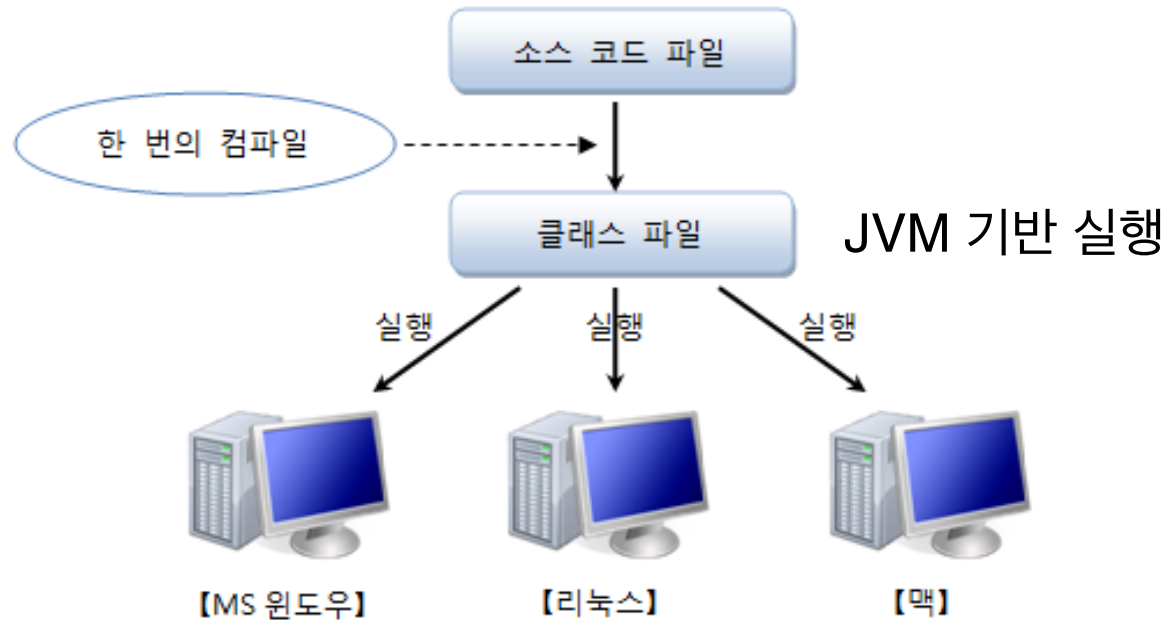 소스 코드 파일
한 번의 컴파일
클래스 파일
JVM 기반 실행
실행
실행
실행
【MS 윈도우】
【리눅스】
【맥】